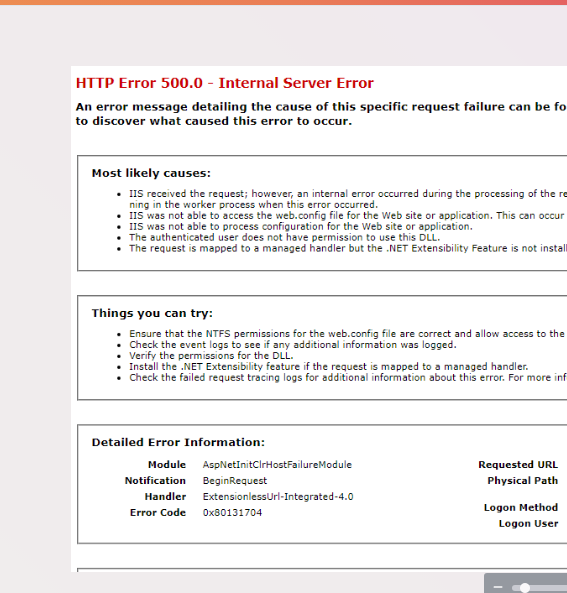 HTTP Error 500.0 - Internal Server Error
An error message detailing the cause of this specific request failure can be fo
to discover what caused this error to occur.
Most likely causes:
• IIS received the request; however, an internal error occurred during the processing of the re
ning in the worker process when this error occurred.
• IIS was not able to access the web.config file for the Web site or application. This can occur
• IIS was not able to process configuration for the Web site or application.
• The authenticated user does not have permission to use this DLL.
• The request is mapped to a managed handler but the .NET Extensibility Feature is not install
Things you can try:
• Ensure that the NTFS permissions for the web.config file are correct and allow access to the
• Check the event logs to see if any additional information was logged.
• Verify the permissions for the DLL.
• Install the .NET Extensibility feature if the request is mapped to a managed handler.
• Check the failed request tracing logs for additional information about this error. For more inf
Detailed Error Information:
Module AspNetInitClrHostFailureModule
Notification BeginRequest
Handler ExtensionlessUrl-Integrated-4.0
Error Code 0x80131704
Requested URL
Physical Path
Logon Method
Logon User